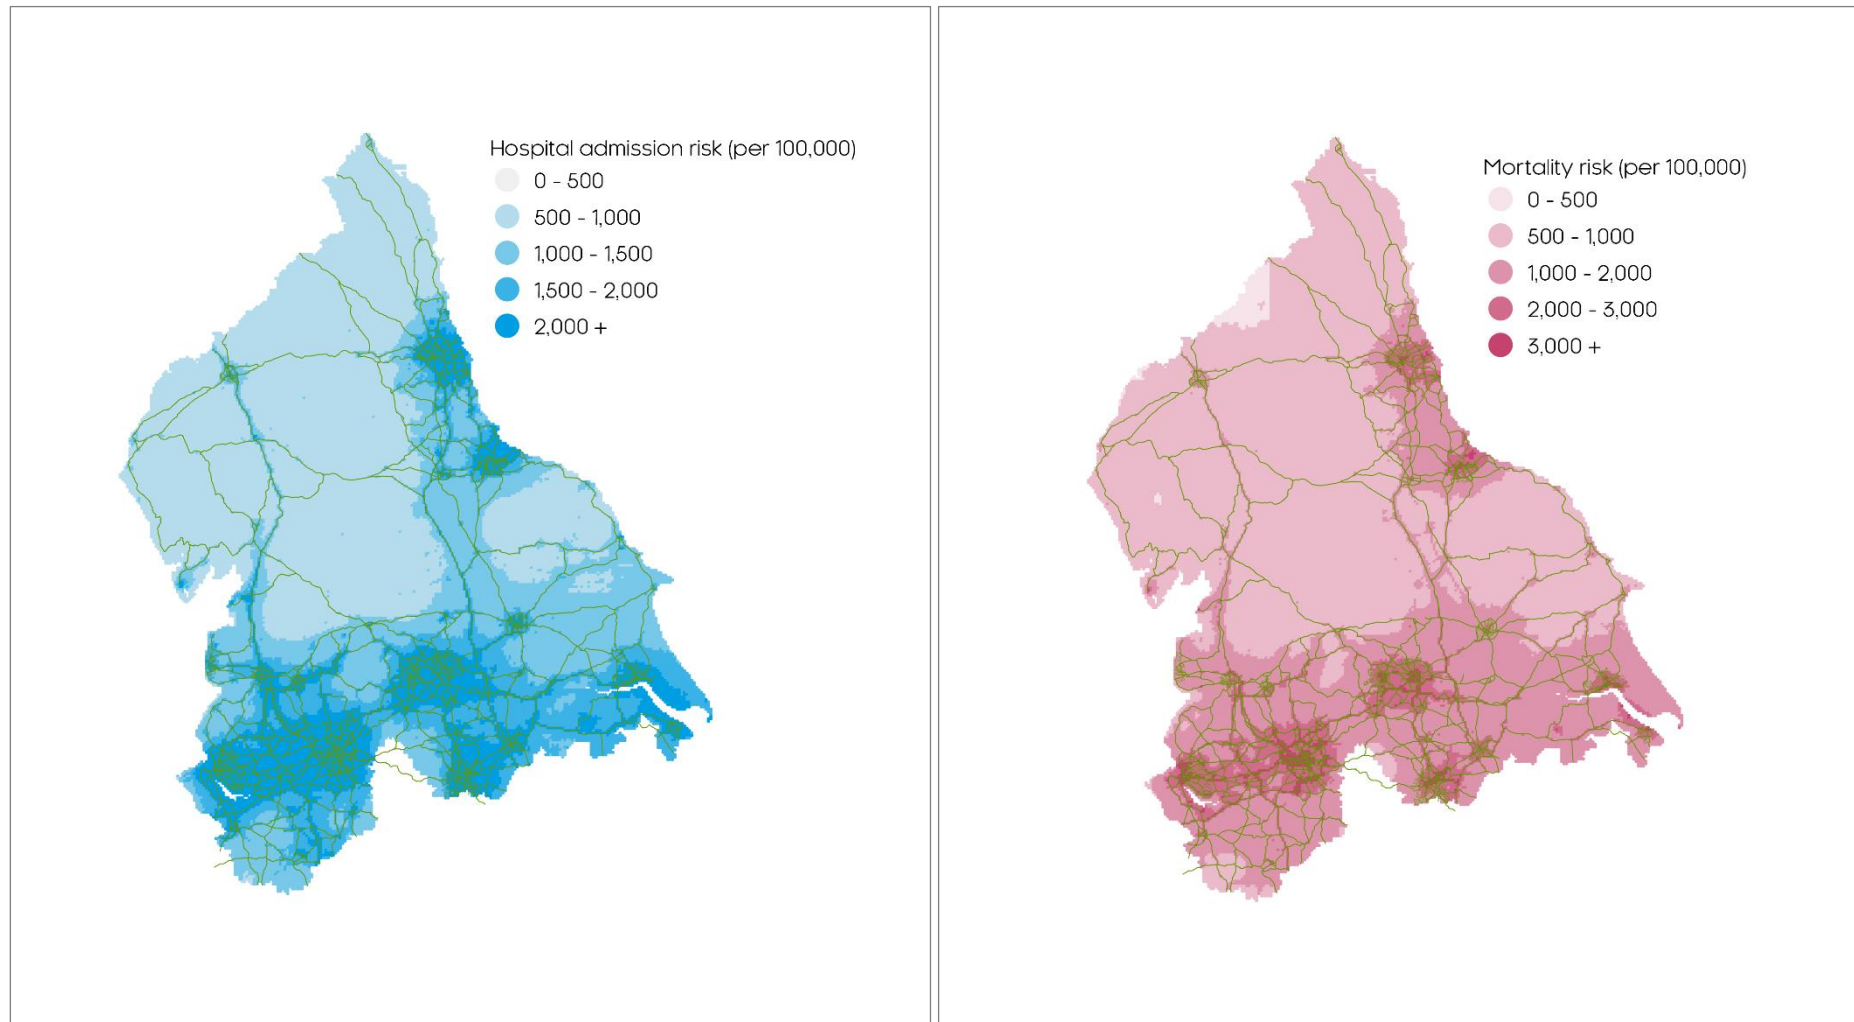 Hospital admission risk (per 100,000)
0 - 500
500 - 1,000
1,000 - 1,500
1,500 - 2,000
2,000 +
Mortality risk (per 100,000)
0 - 500
500 - 1,000
1,000 - 2,000
2,000 - 3,000
3,000 +